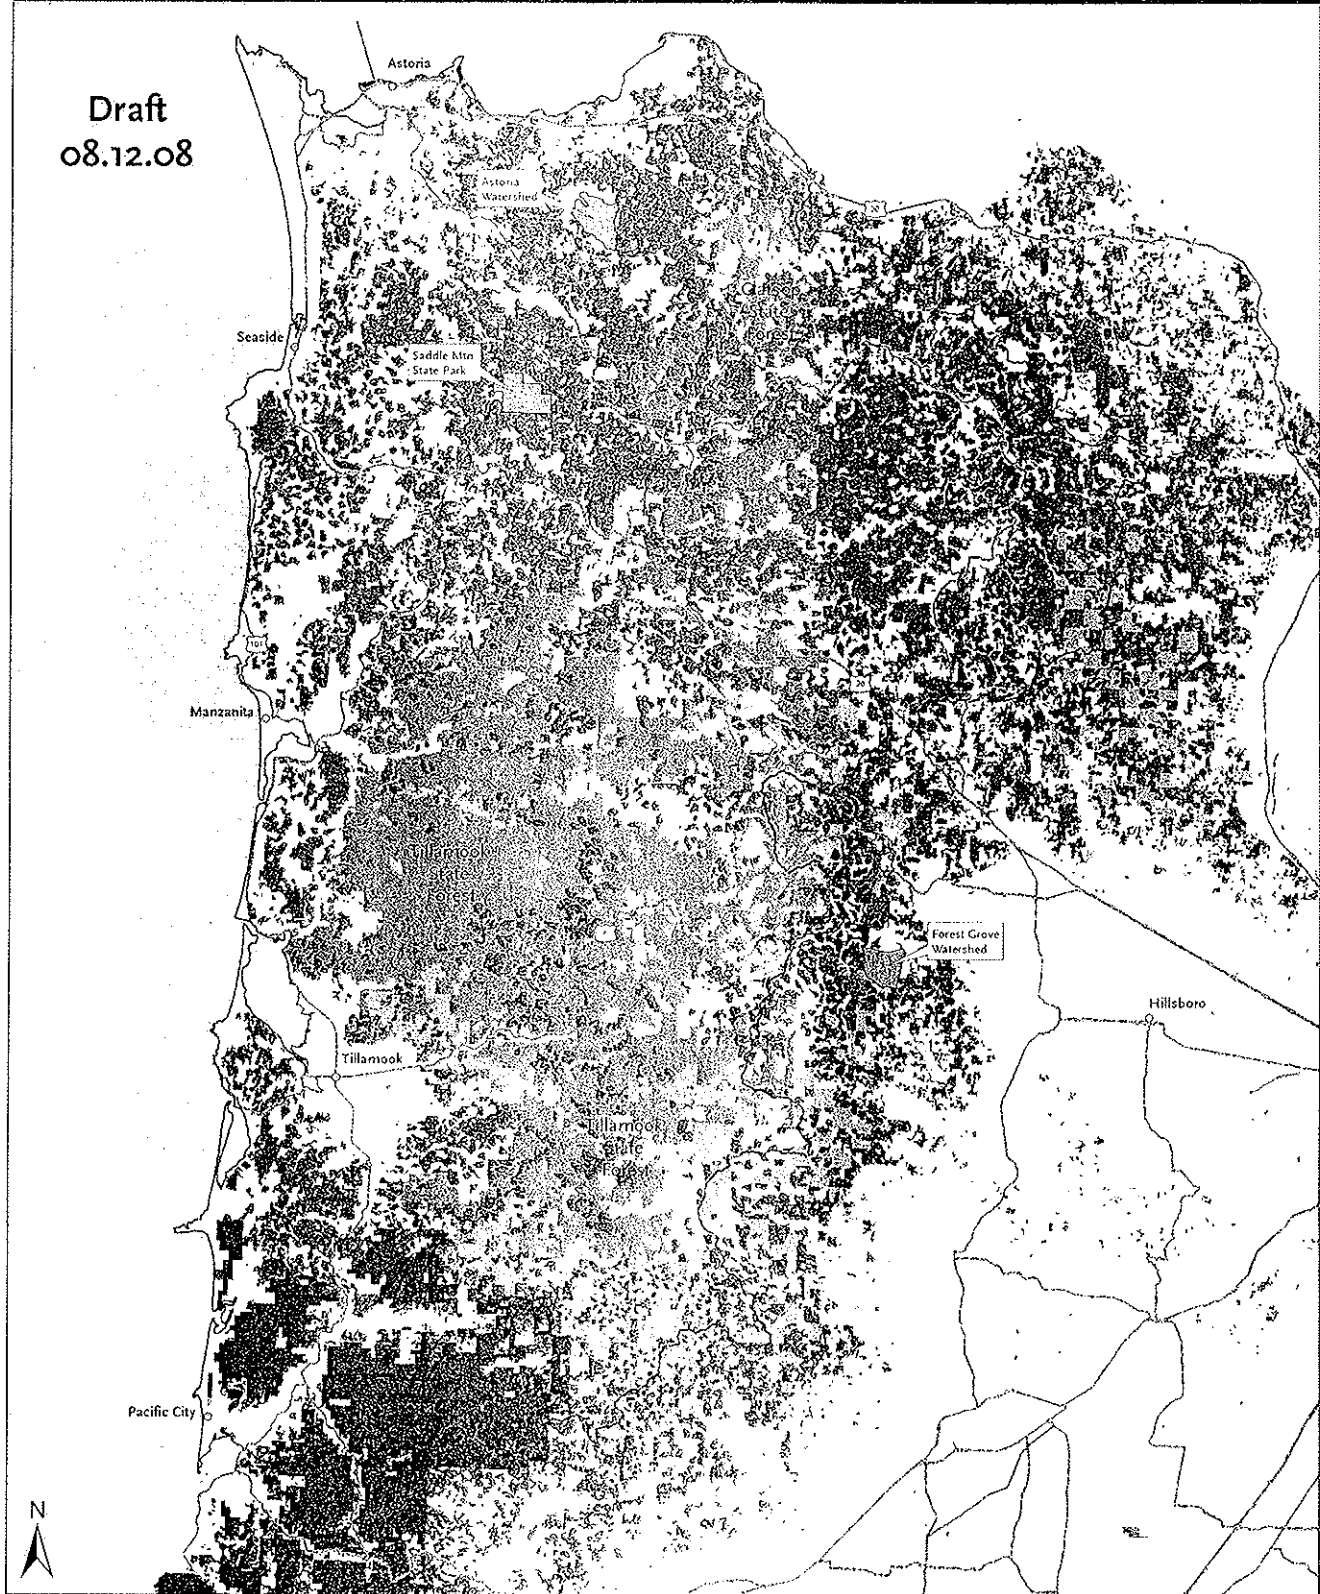 Draft
08.12.08
Astoria
Astoria
Watershed
Seaside
Saddle Mtn
State Park
101
Manzanita
Tillamook
State
Forest
Forest Grove
Watershed
Hillsboro
Tillamook
Tillamook
State
Forest
Pacific City
N